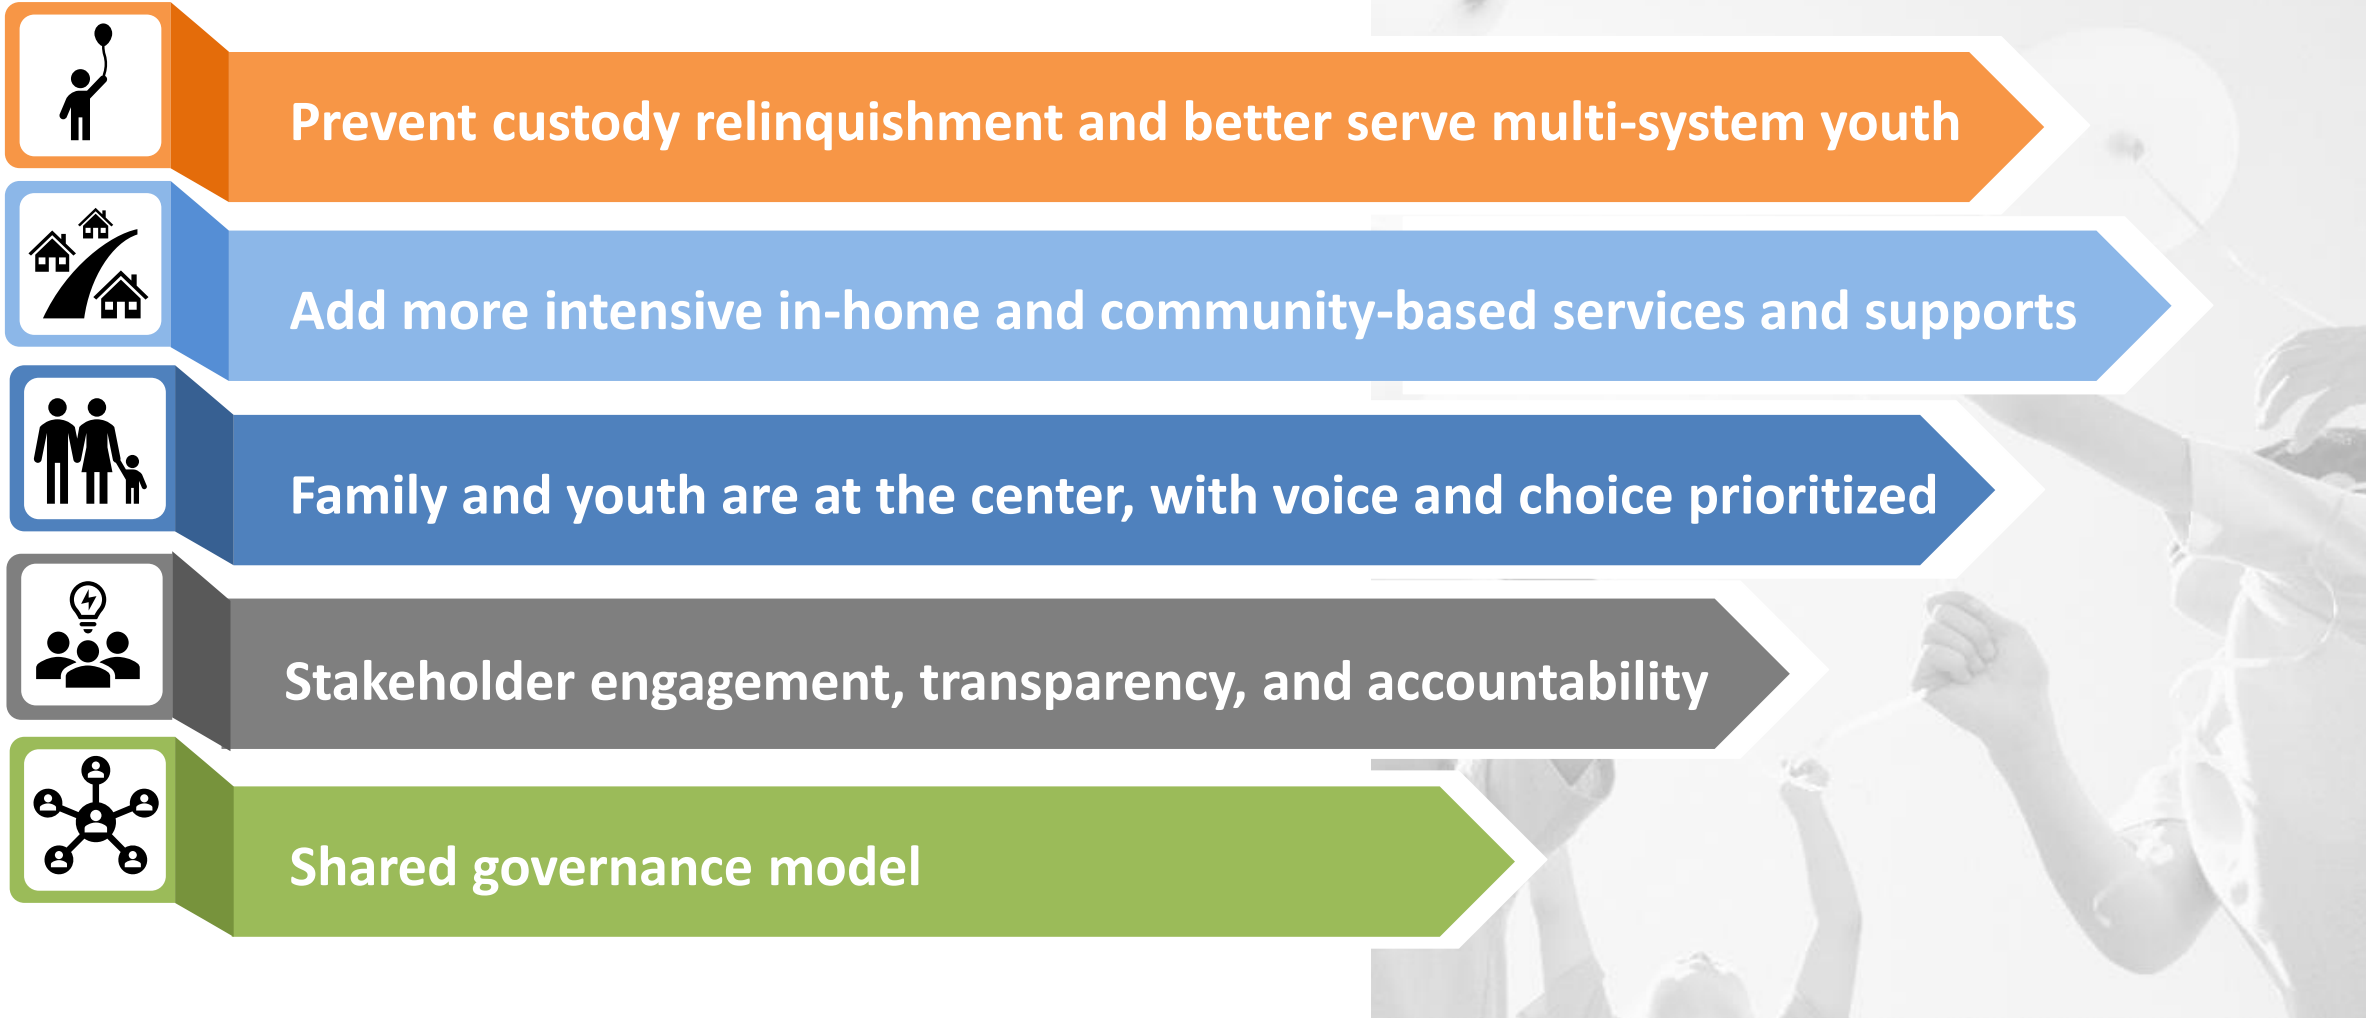 Prevent custody relinquishment and better serve multi-system youth
Add more intensive in-home and community-based services and supports
Family and youth are at the center, with voice and choice prioritized
Stakeholder engagement, transparency, and accountability
Shared governance model